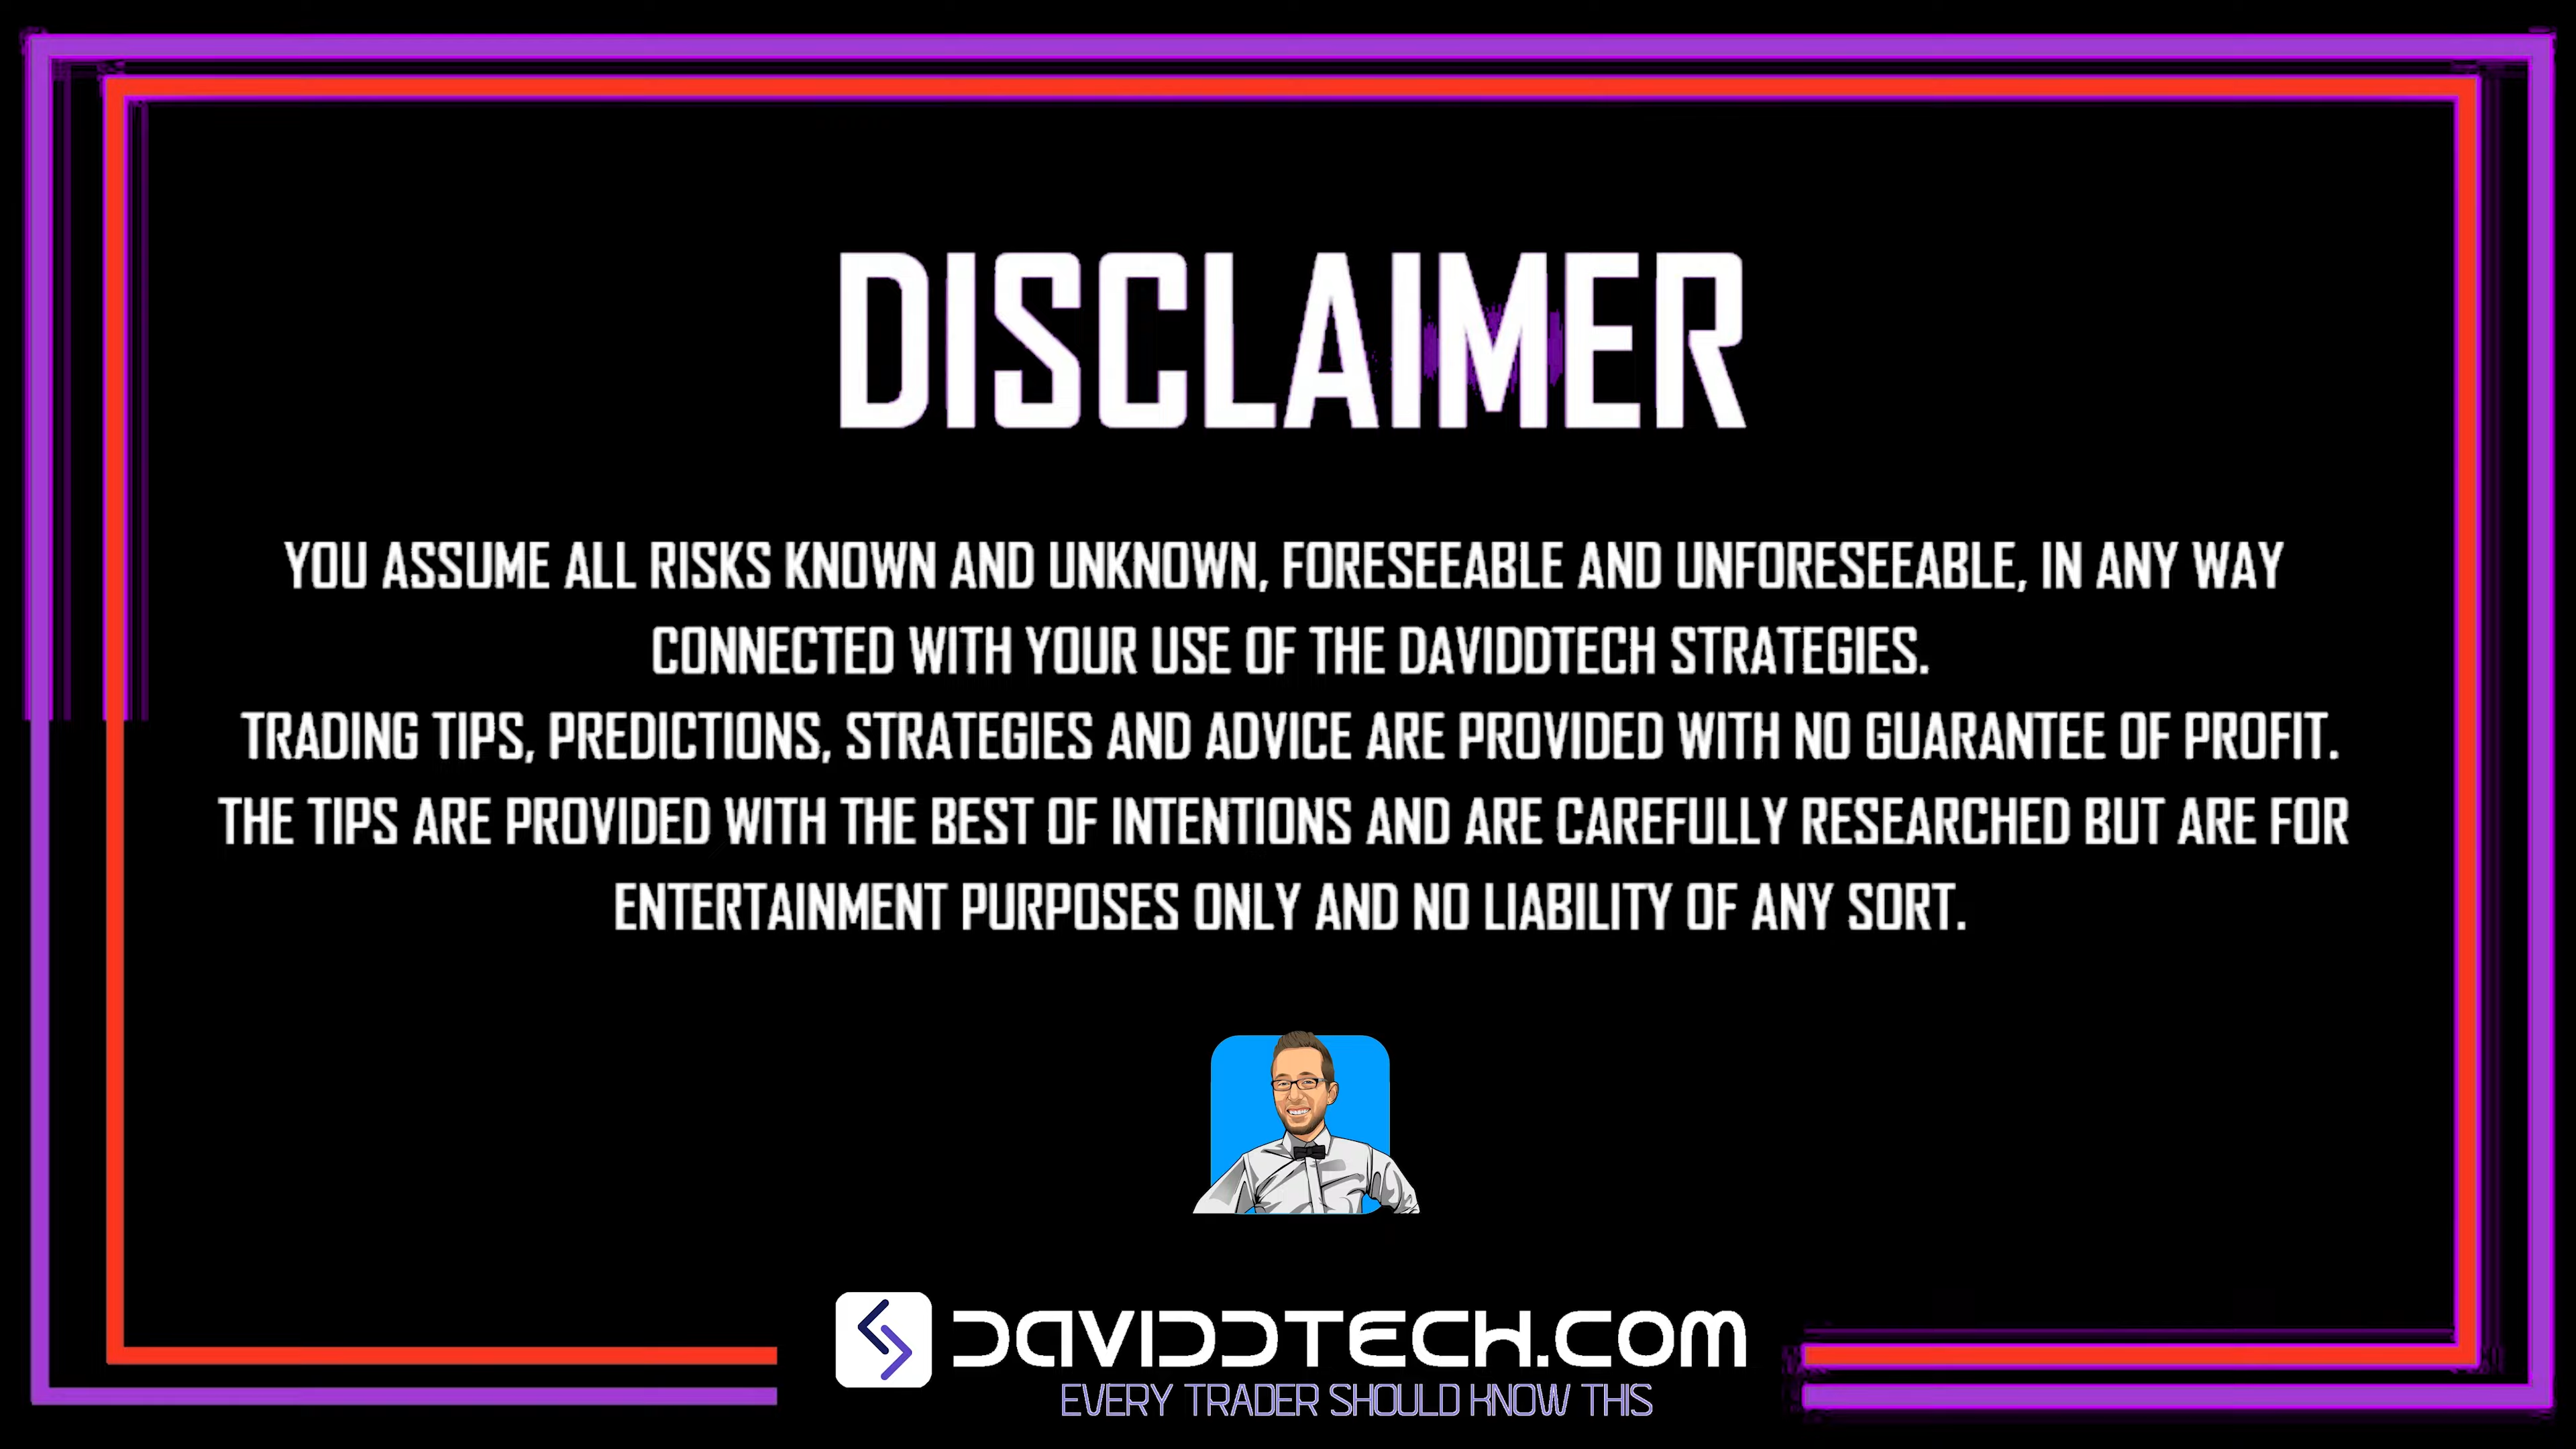 DISCLAIMER
YOU ASSUME ALL RISKS KNOWN AND UNKNOWN, FORESEEABLE AND UNFORESEEABLE, IN ANY WAY
CONNECTED WITH YOUR USE OF THE DAVIDDTECH STRATEGIES.
TRADING TIPS, PREDICTIONS, STRATEGIES AND ADVICE ARE PROVIDED WITH NO GUARANTEE OF PROFIT.
THE TIPS ARE PROVIDED WITH THE BEST OF INTENTIONS AND ARE CAREFULLY RESEARCHED BUT ARE FOR
ENTERTAINMENT PURPOSES ONLY AND NO LIABILITY OF ANY SORT.
DAVIDDTECH.COM
EVERY TRADER SHOULD KNOW THIS